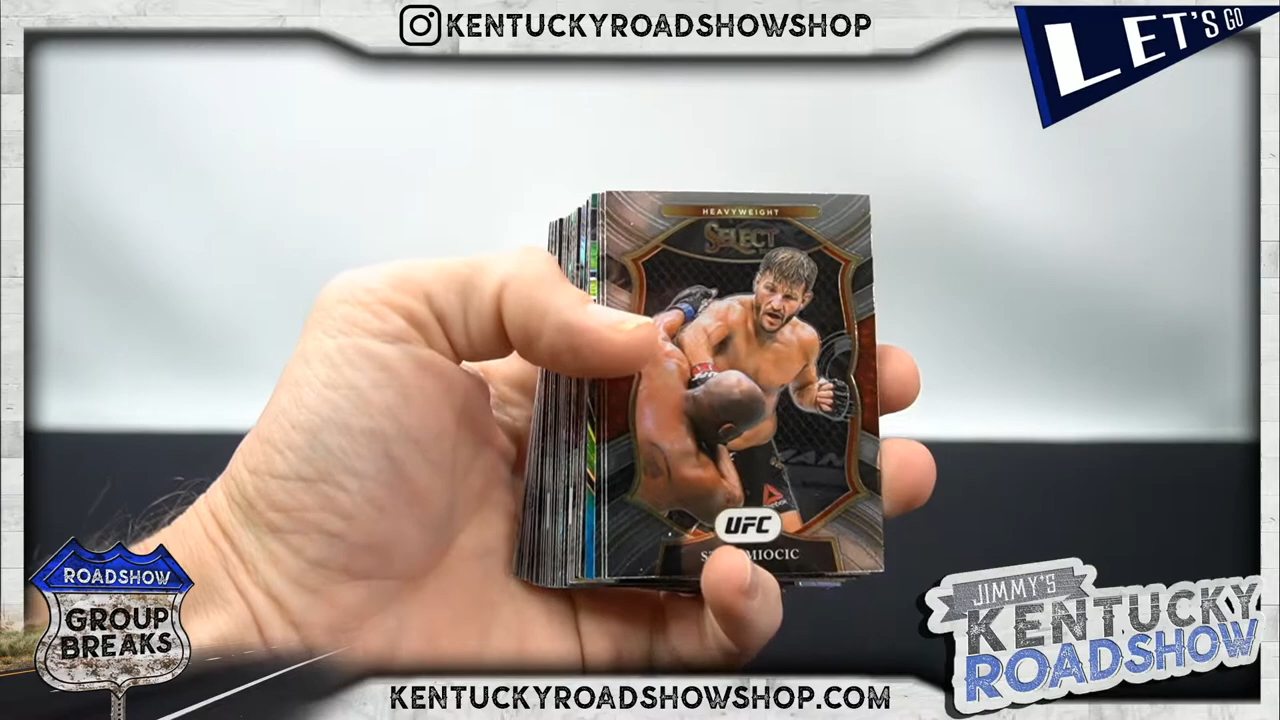 KENTUCKYROADSHOWSHOP
LET'S GO
HEAVYWEIGHT
SELECT
UFC
MIOCIC
ROADSHOW
GROUP
BREAKS
JIMMY'S
KENTUCKY
ROADSHOW
KENTUCKYROADSHOWSHOP.COM